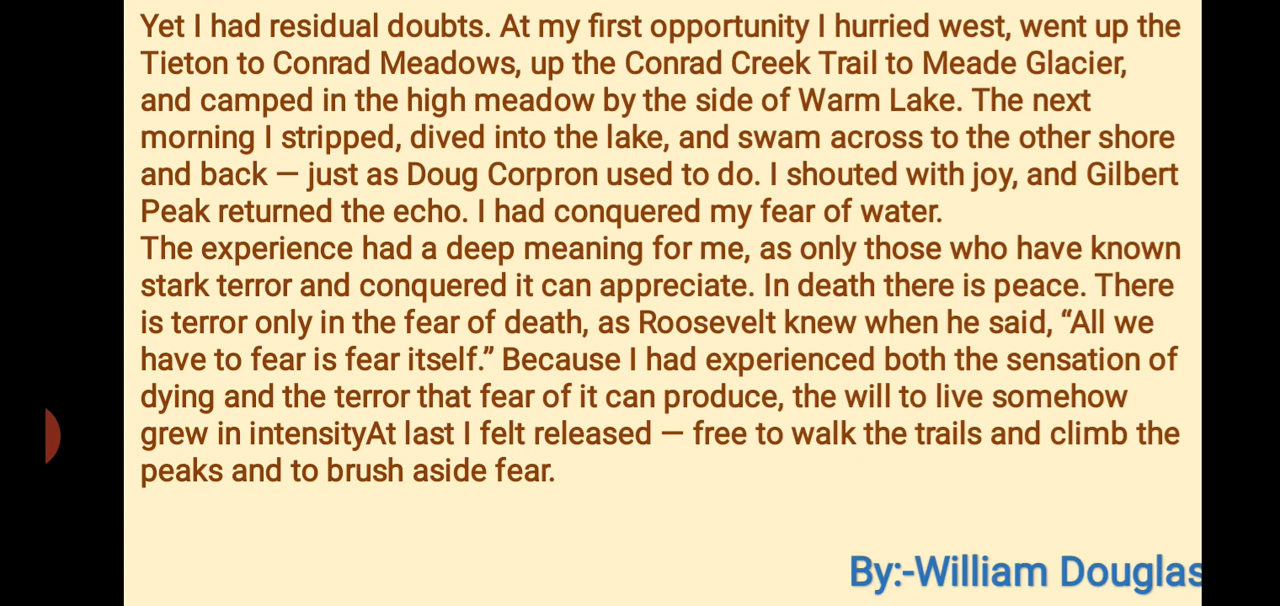 Yet I had residual doubts. At my first opportunity I hurried west, went up the
Tieton to Conrad Meadows, up the Conrad Creek Trail to Meade Glacier,
and camped in the high meadow by the side of Warm Lake. The next
morning I stripped, dived into the lake, and swam across to the other shore
and back — just as Doug Corpron used to do. I shouted with joy, and Gilbert
Peak returned the echo. I had conquered my fear of water.
The experience had a deep meaning for me, as only those who have known
stark terror and conquered it can appreciate. In death there is peace. There
is terror only in the fear of death, as Roosevelt knew when he said, “All we
have to fear is fear itself.” Because I had experienced both the sensation of
dying and the terror that fear of it can produce, the will to live somehow
grew in intensityAt last I felt released — free to walk the trails and climb the
peaks and to brush aside fear.
By:-William Douglas